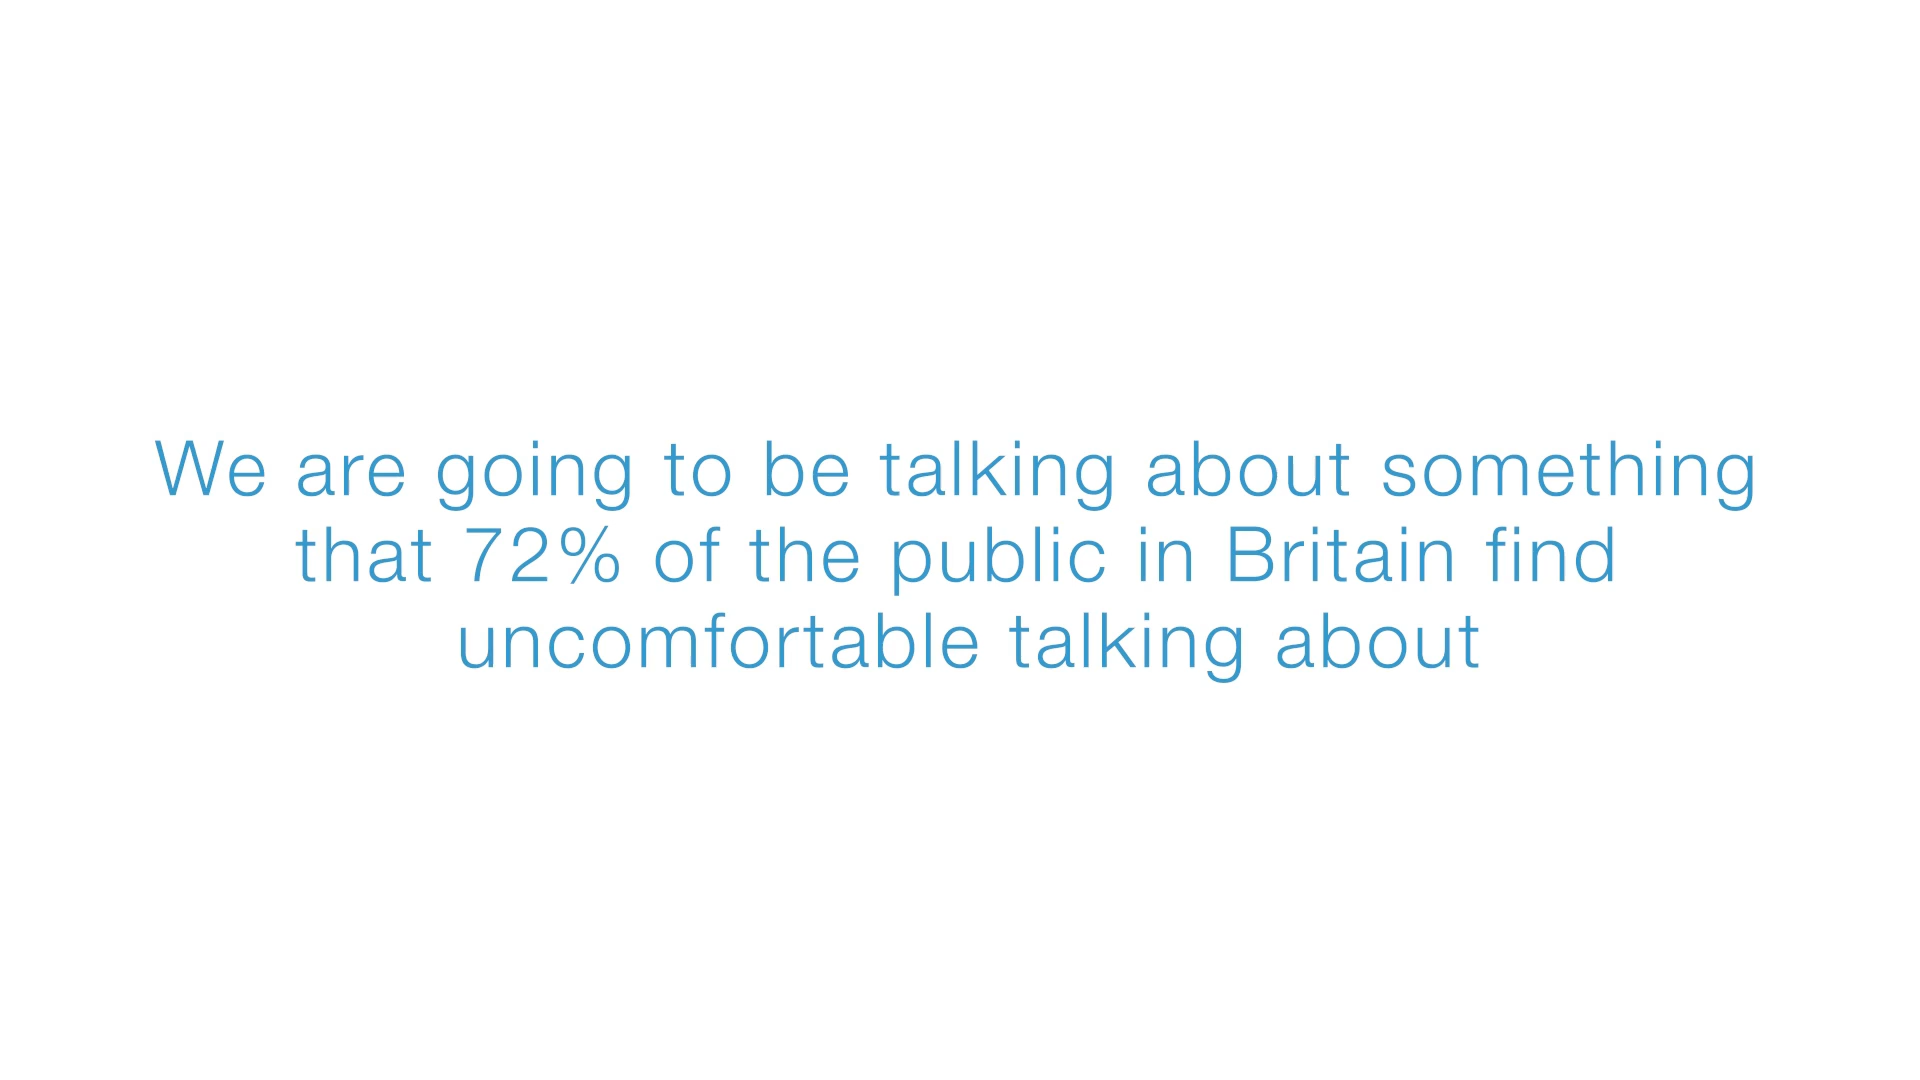 We are going to be talking about something
that 72% of the public in Britain find
uncomfortable talking about